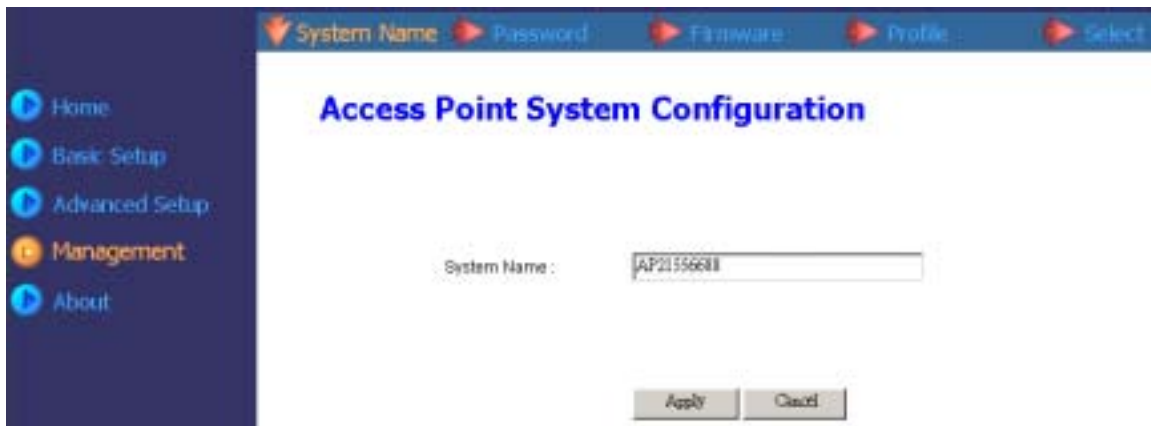 System Name Password Firmware Profile Select
Home
Basic Setup
Advanced Setup
Management
About
Access Point System Configuration
System Name :
Apply Cancel